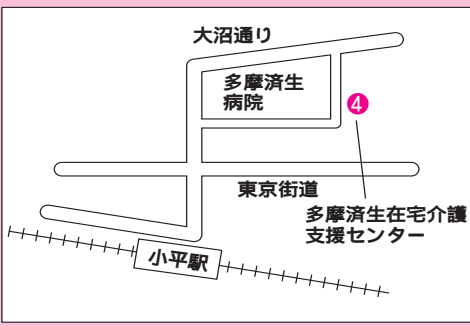 大沼通り
多摩済生
病院
4
東京街道
多摩済生在宅介護
支援センター
小平駅